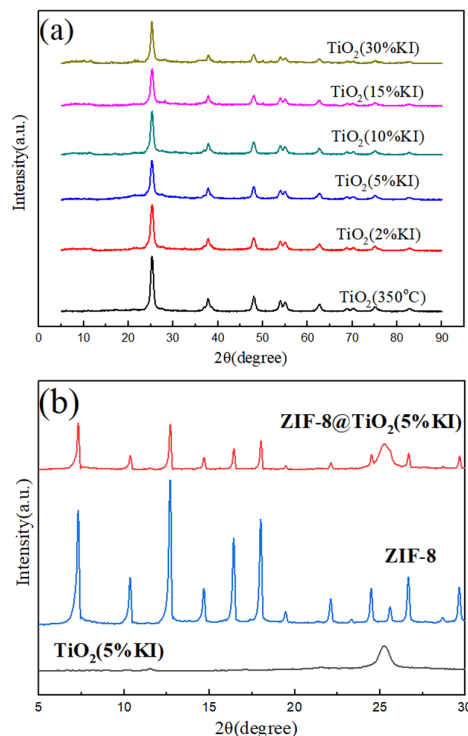 (a)
TiO2(30%KI)
TiO2(15%KI)
TiO2(10%KI)
TiO2(5%KI)
TiO2(2%KI)
TiO2(350°C)
Intensity(a.u.)
0 10 20 30 40 50 60 70 80 90
2θ(degree)
(b)
ZIF-8@TiO2(5%KI)
ZIF-8
TiO2(5%KI)
Intensity(a.u.)
5 10 15 20 25 30
2θ(degree)